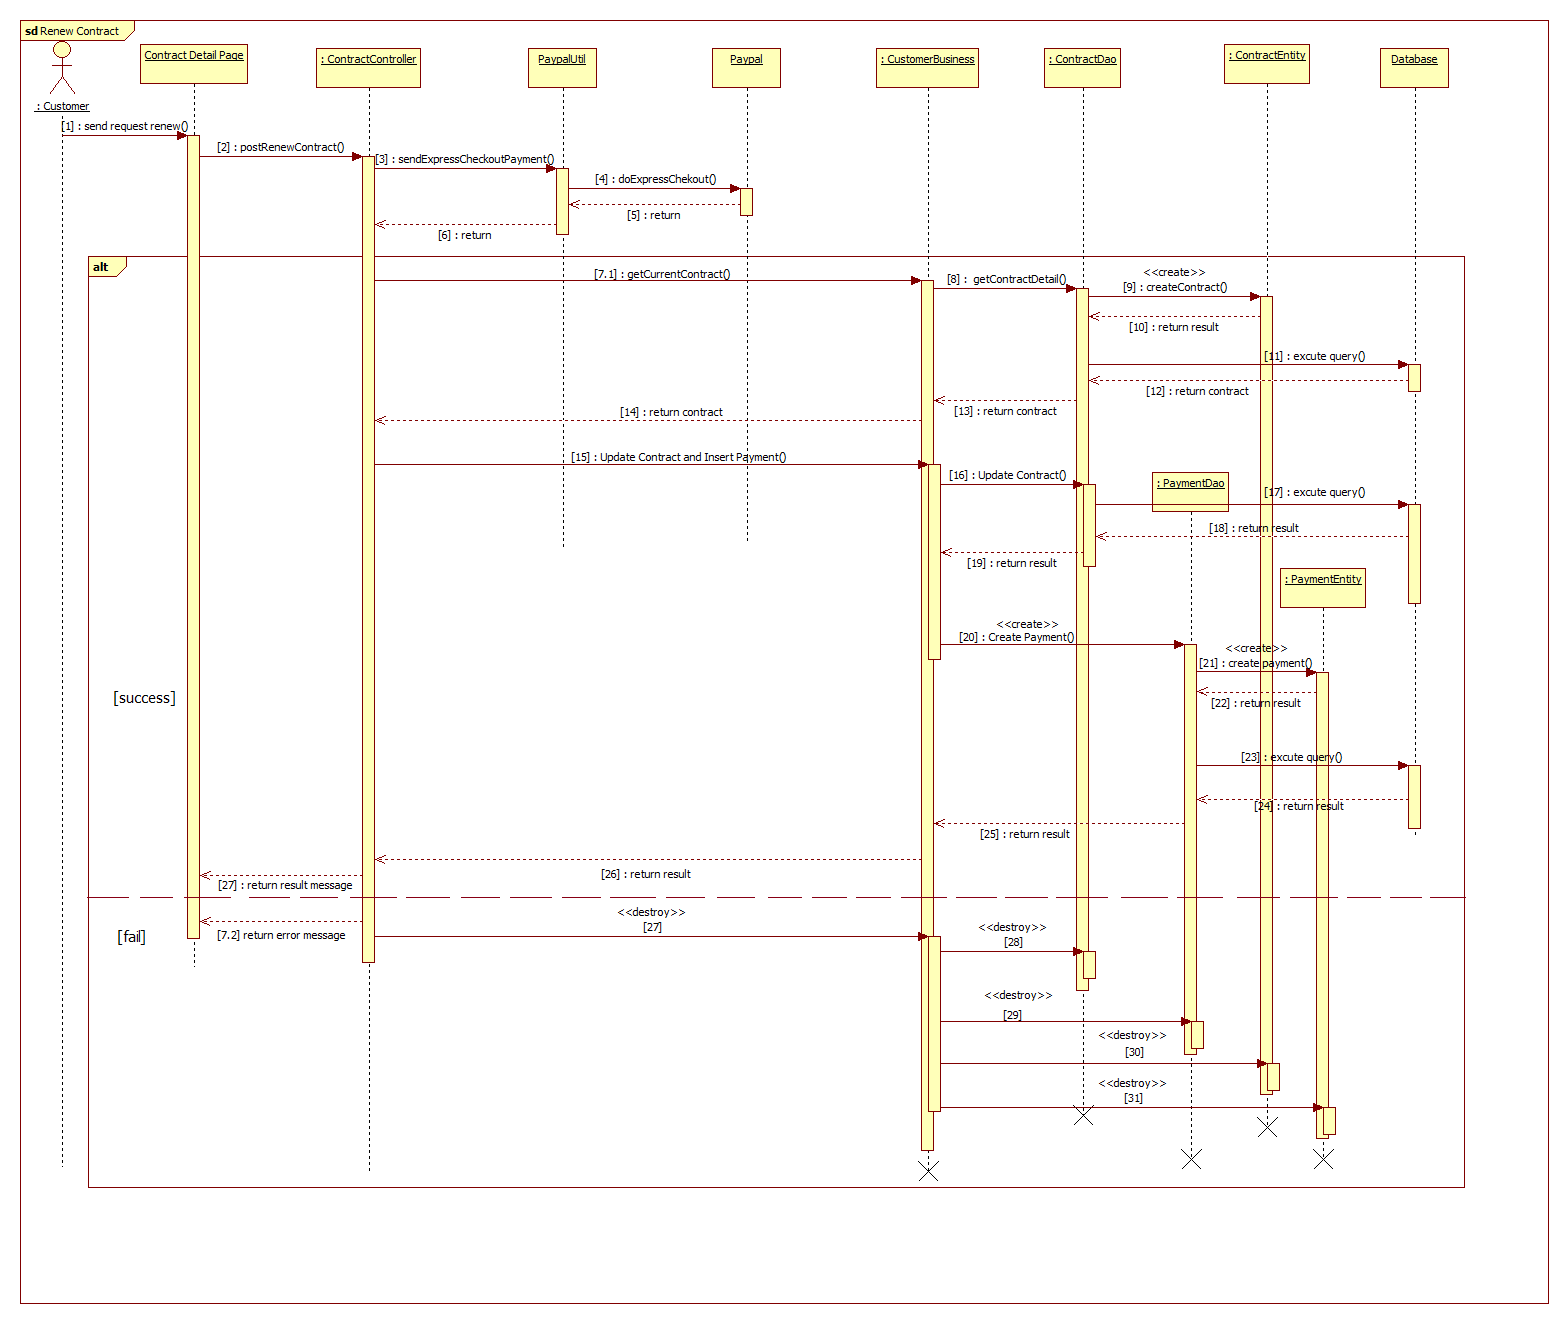 sd Renew Contract
: Customer
Contract Detail Page
: ContractController
PaypalUtil
Paypal
: CustomerBusiness
: ContractDao
: ContractEntity
Database
[1] : send request renew()
[2] : postRenewContract()
[3] : sendExpressCheckoutPayment()
[4] : doExpressChekout()
[5] : return
[6] : return
alt
[7.1] : getCurrentContract()
[8] : getContractDetail()
<<create>>
[9] : createContract()
[10] : return result
[11] : excute query()
[12] : return contract
[13] : return contract
[14] : return contract
[15] : Update Contract and Insert Payment()
[16] : Update Contract()
: PaymentDao
[17] : excute query()
[18] : return result
[19] : return result
: PaymentEntity
<<create>>
[20] : Create Payment()
<<create>>
[21] : create payment()
[success]
[22] : return result
[23] : excute query()
[24] : return result
[25] : return result
[26] : return result
[27] : return result message
[fail]
[7.2] return error message
<<destroy>>
[27]
<<destroy>>
[28]
<<destroy>>
[29]
<<destroy>>
[30]
<<destroy>>
[31]